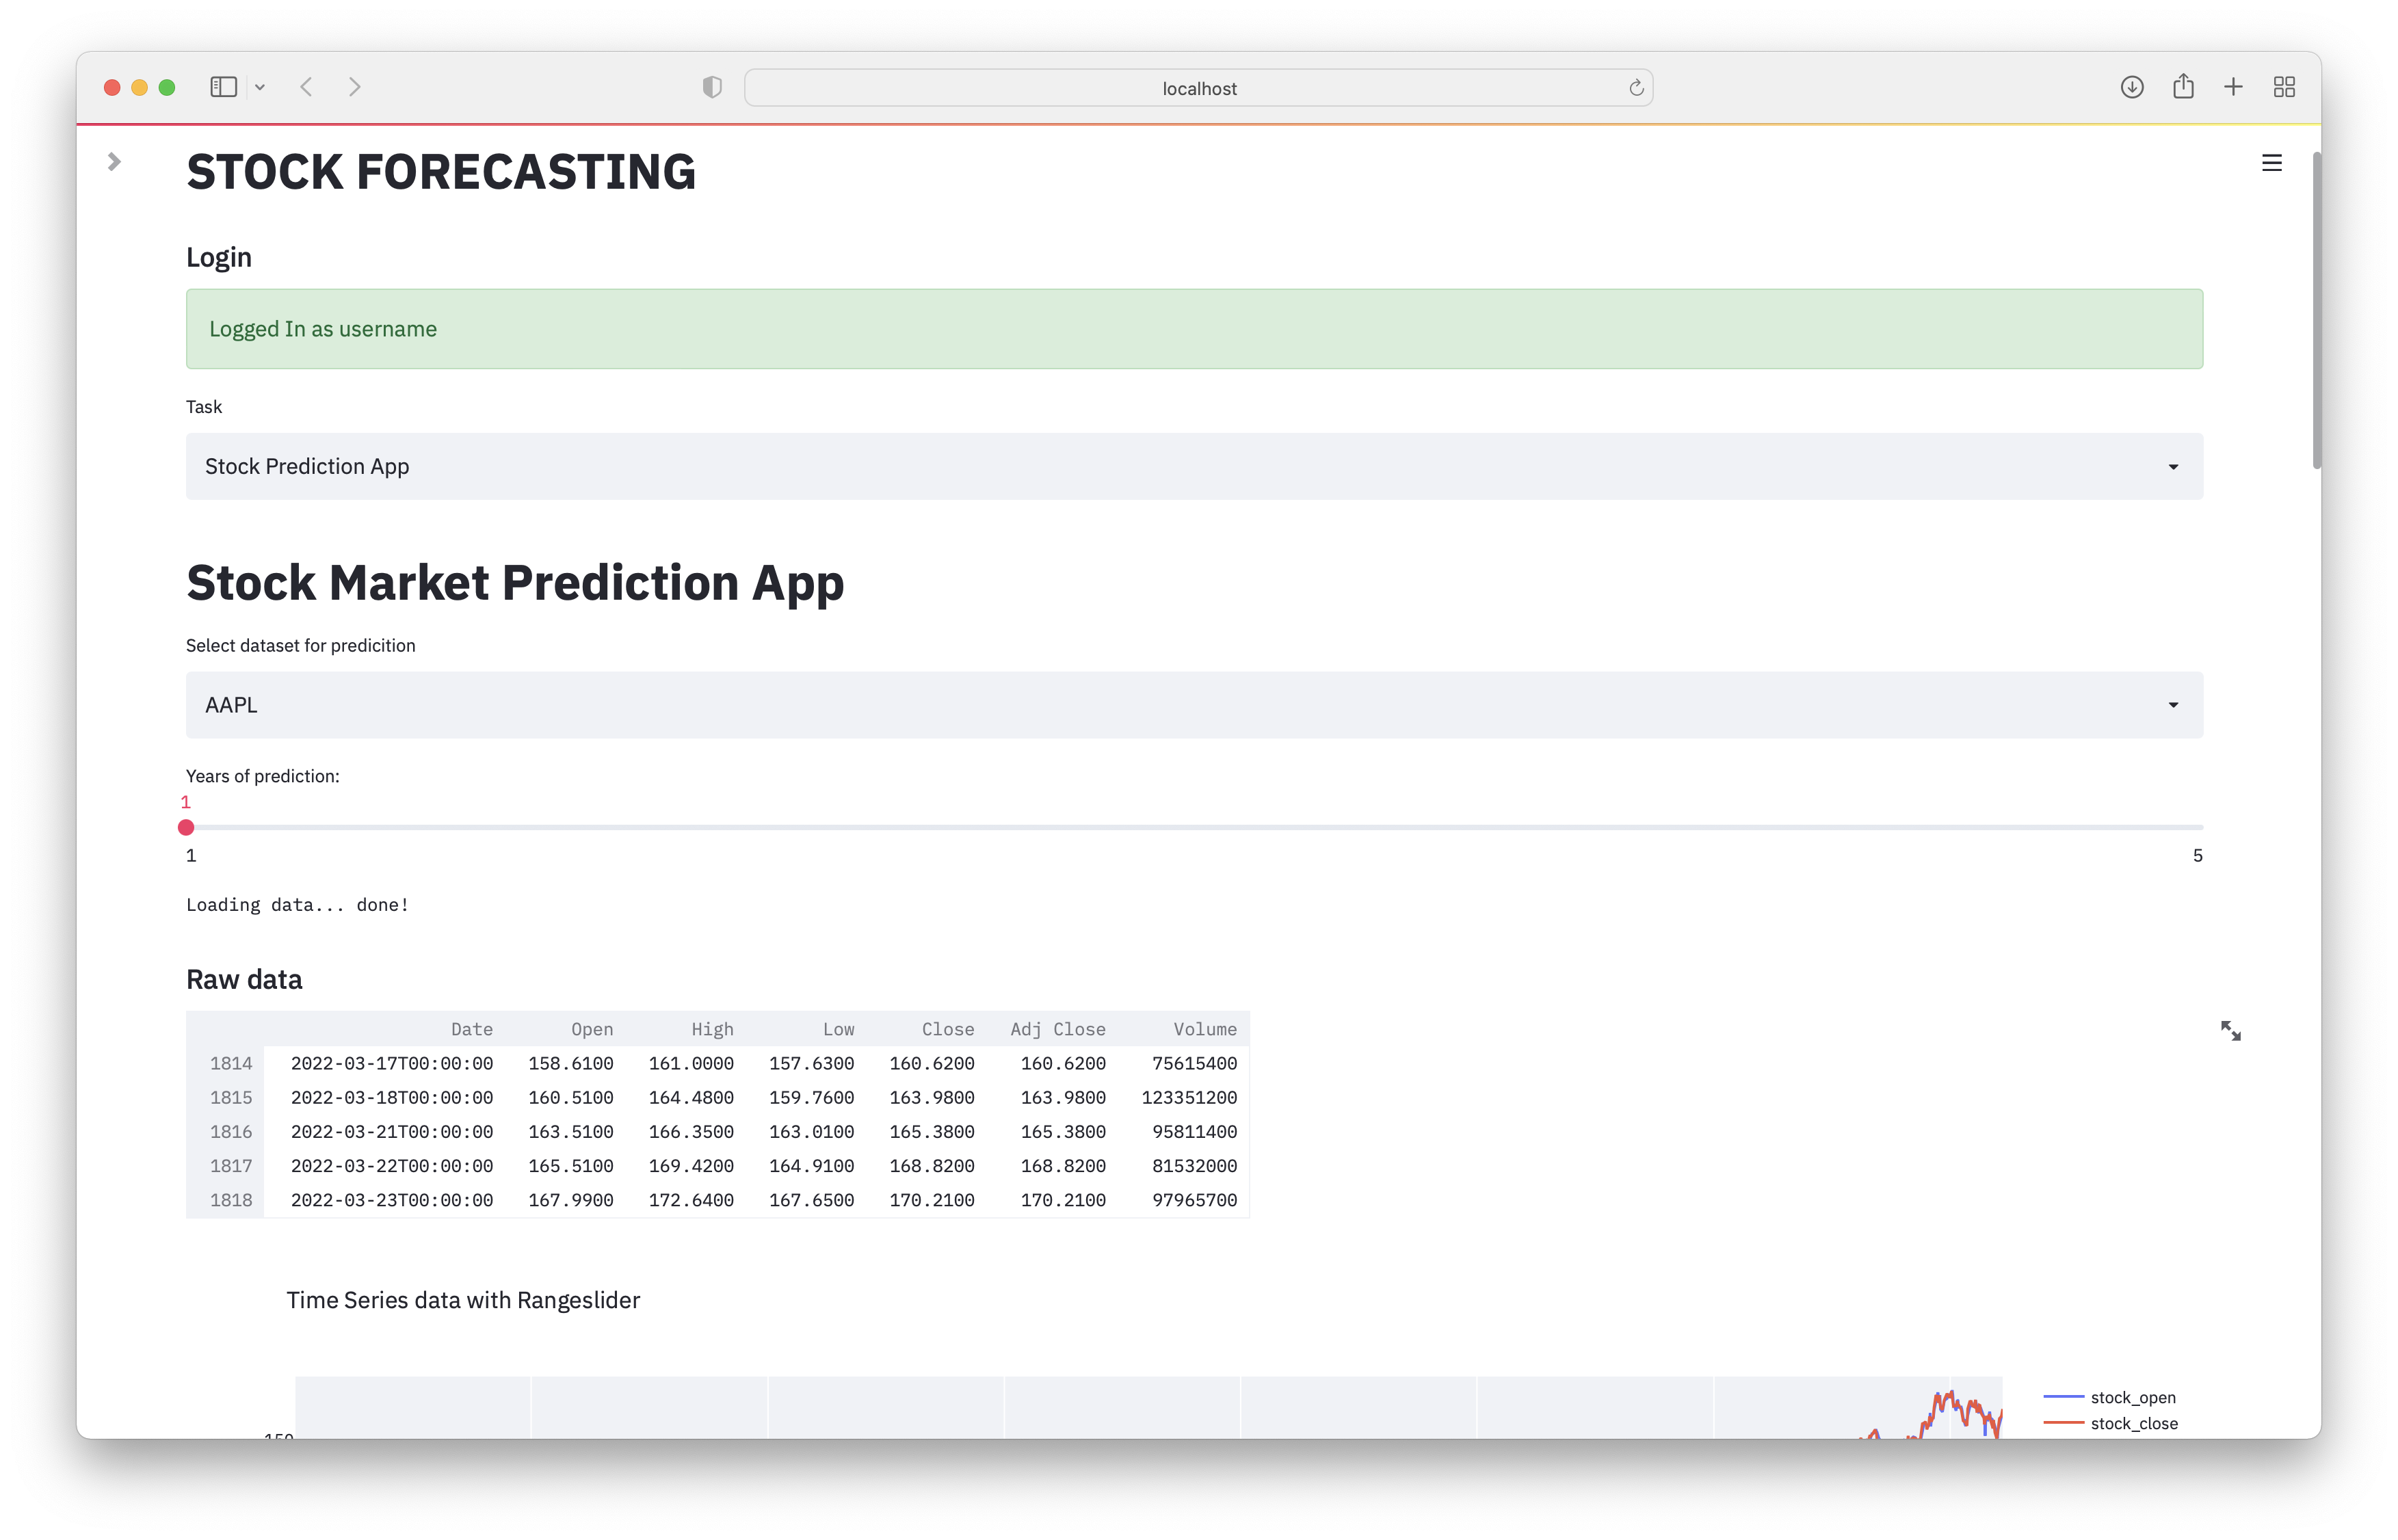 localhost
STOCK FORECASTING
Login
Logged In as username
Task
Stock Prediction App
Stock Market Prediction App
Select dataset for predicition
AAPL
Years of prediction:
1
1 5
Loading data... done!
Raw data
Date Open High Low Close Adj Close Volume
1814 2022-03-17T00:00:00 158.6100 161.0000 157.6300 160.6200 160.6200 75615400
1815 2022-03-18T00:00:00 160.5100 164.4800 159.7600 163.9800 163.9800 123351200
1816 2022-03-21T00:00:00 163.5100 166.3500 163.0100 165.3800 165.3800 95811400
1817 2022-03-22T00:00:00 165.5100 169.4200 164.9100 168.8200 168.8200 81532000
1818 2022-03-23T00:00:00 167.9900 172.6400 167.6500 170.2100 170.2100 97965700
Time Series data with Rangeslider
stock_open
stock_close